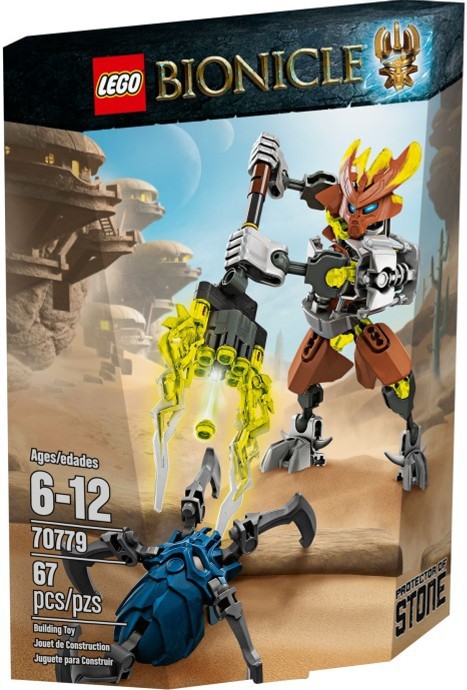 LEGO BIONICLE
Ages/edades
6-12
70779
67
pcs/pzs
Building Toy
Jouet de Construction
Juguete para Construir
PROTECTOR OF
STONE